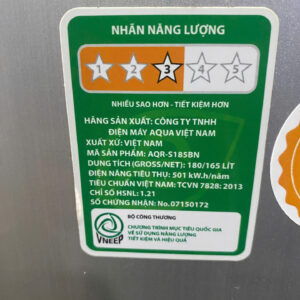 NHÃN NĂNG LƯỢNG
1 2 3 4 5
NHIỀU SAO HƠN - TIẾT KIỆM HƠN
HÃNG SẢN XUẤT: CÔNG TY TNHH
ĐIỆN MÁY AQUA VIỆT NAM
XUẤT XỨ: VIỆT NAM
MÃ SẢN PHẨM: AQR-S185BN
DUNG TÍCH (GROSS/NET): 180/165 LÍT
ĐIỆN NĂNG TIÊU THỤ: 501 kW.h/năm
TIÊU CHUẨN VIỆT NAM: TCVN 7828: 2013
CHỈ SỐ HSNL: 1.21
SỐ CHỨNG NHẬN: No.07150172
BỘ CÔNG THƯƠNG
CHƯƠNG TRÌNH MỤC TIÊU QUỐC GIA
VỀ SỬ DỤNG NĂNG LƯỢNG
TIẾT KIỆM VÀ HIỆU QUẢ
VNEEP